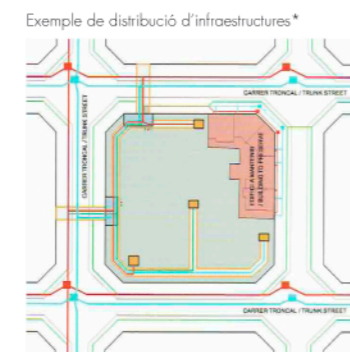 Exemple de distribució d'infraestructures*
CARRER TRONCAL / TRUNK STREET
CARRER TRONCAL / TRUNK STREET
EDIFICI A MANTENIR
/ BUILDING TO PRESERVE
CARRER TRONCAL / TRUNK STREET